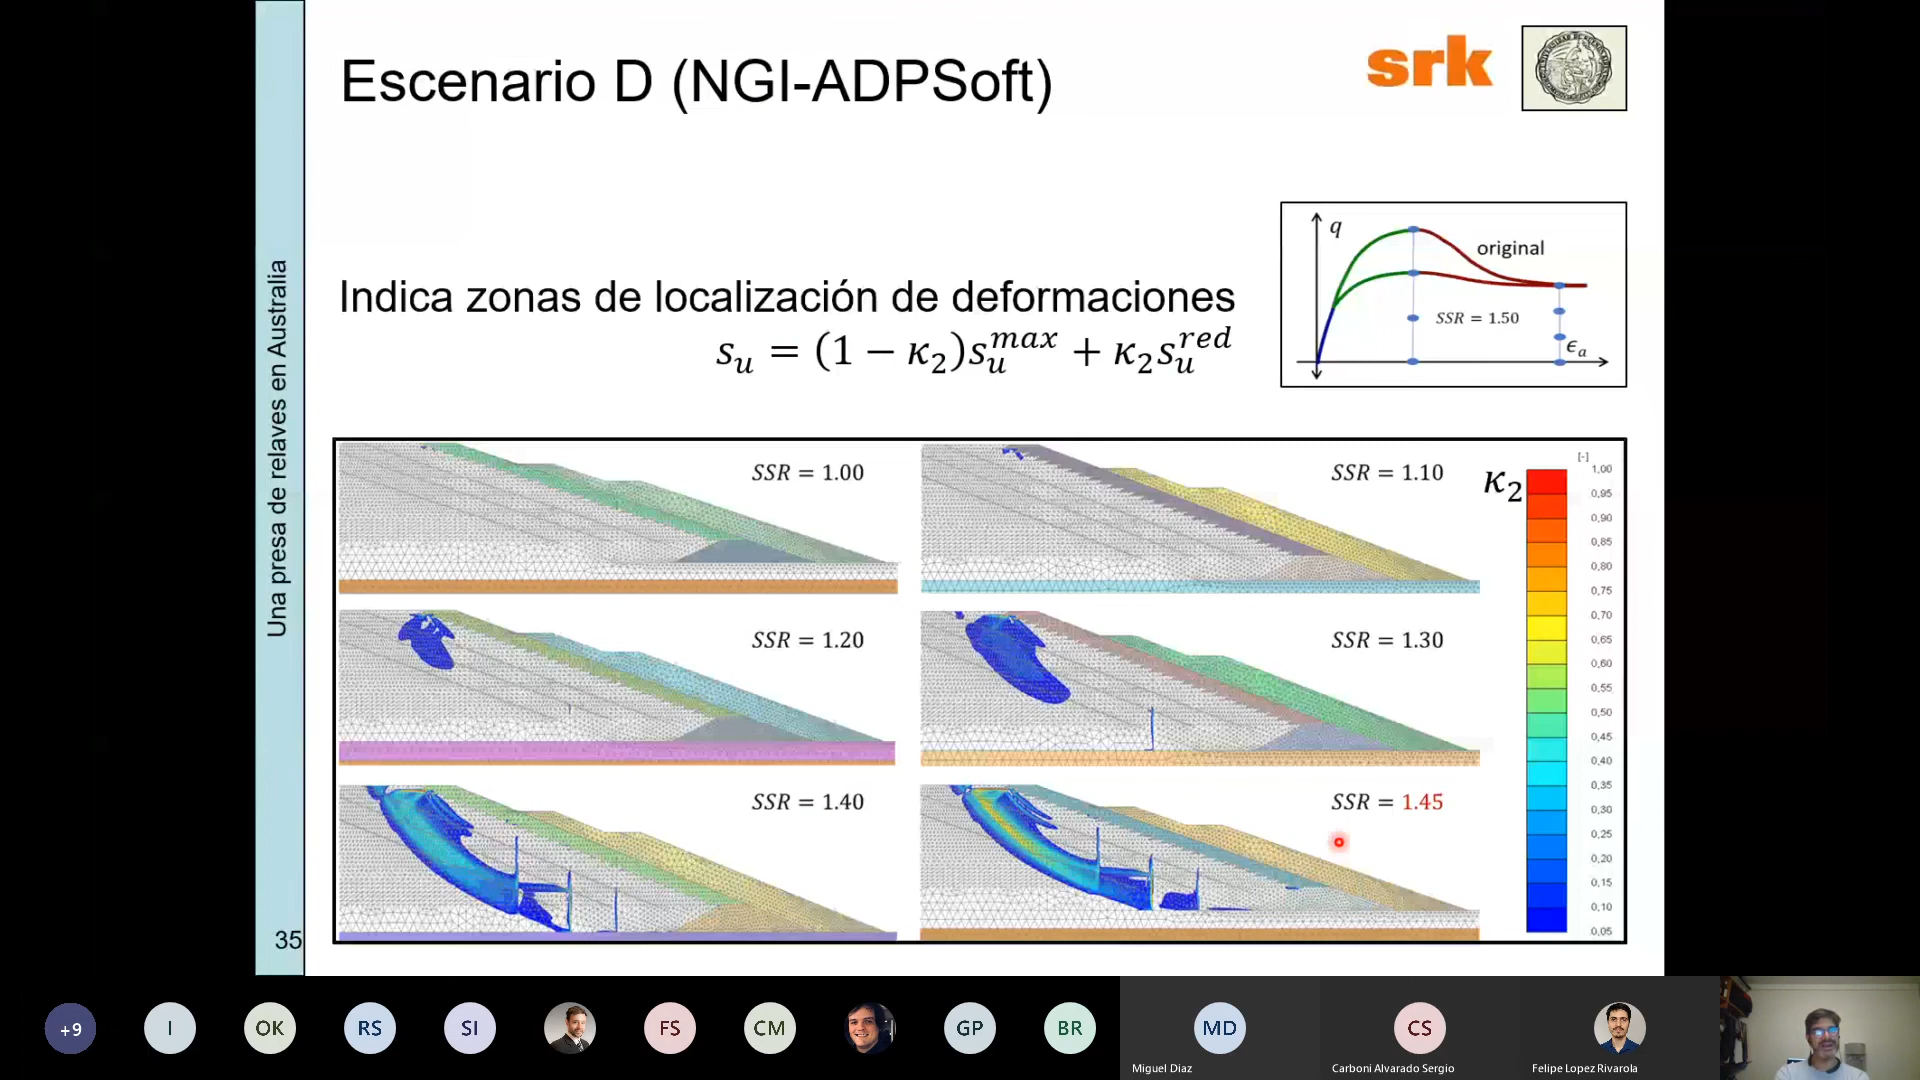 Escenario D (NGI-ADPSoft)
srk
Una presa de relaves en Australia
Indica zonas de localización de deformaciones
s_u = (1 − κ_2)s_u^max + κ_2 s_u^red
q
original
SSR = 1.50
ϵ_a
SSR = 1.00
SSR = 1.10
SSR = 1.20
SSR = 1.30
SSR = 1.40
SSR = 1.45
κ_2
[-]
1,00
0,95
0,90
0,85
0,80
0,75
0,70
0,65
0,60
0,55
0,50
0,45
0,40
0,35
0,30
0,25
0,20
0,15
0,10
0,05
35
+9
I
OK
RS
SI
FS
CM
GP
BR
MD
CS
Miguel Diaz
Carboni Alvarado Sergio
Felipe Lopez Rivarola